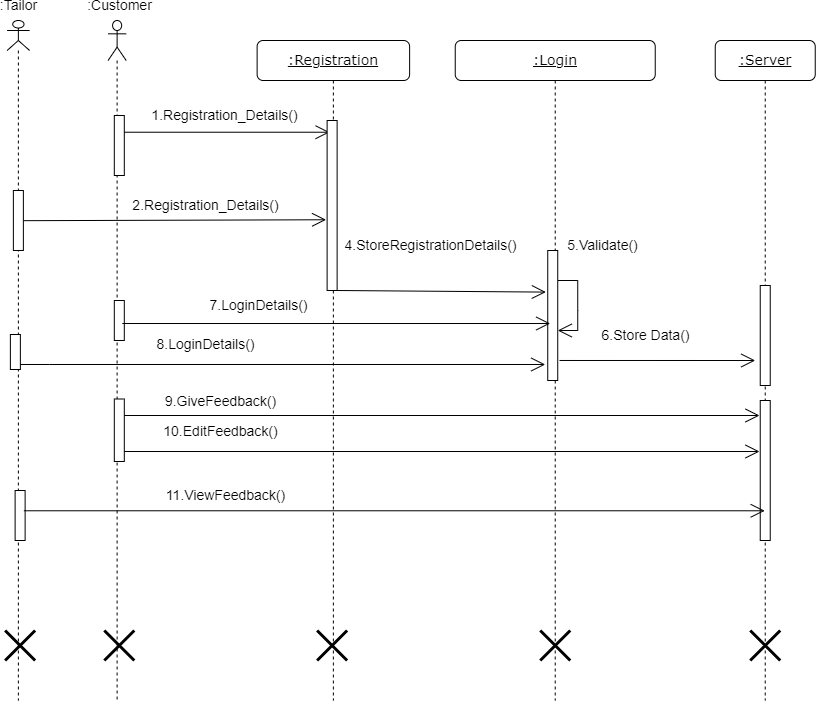 :Tailor
:Customer
:Registration
:Login
:Server
1.Registration_Details()
2.Registration_Details()
4.StoreRegistrationDetails()
5.Validate()
7.LoginDetails()
6.Store Data()
8.LoginDetails()
9.GiveFeedback()
10.EditFeedback()
11.ViewFeedback()